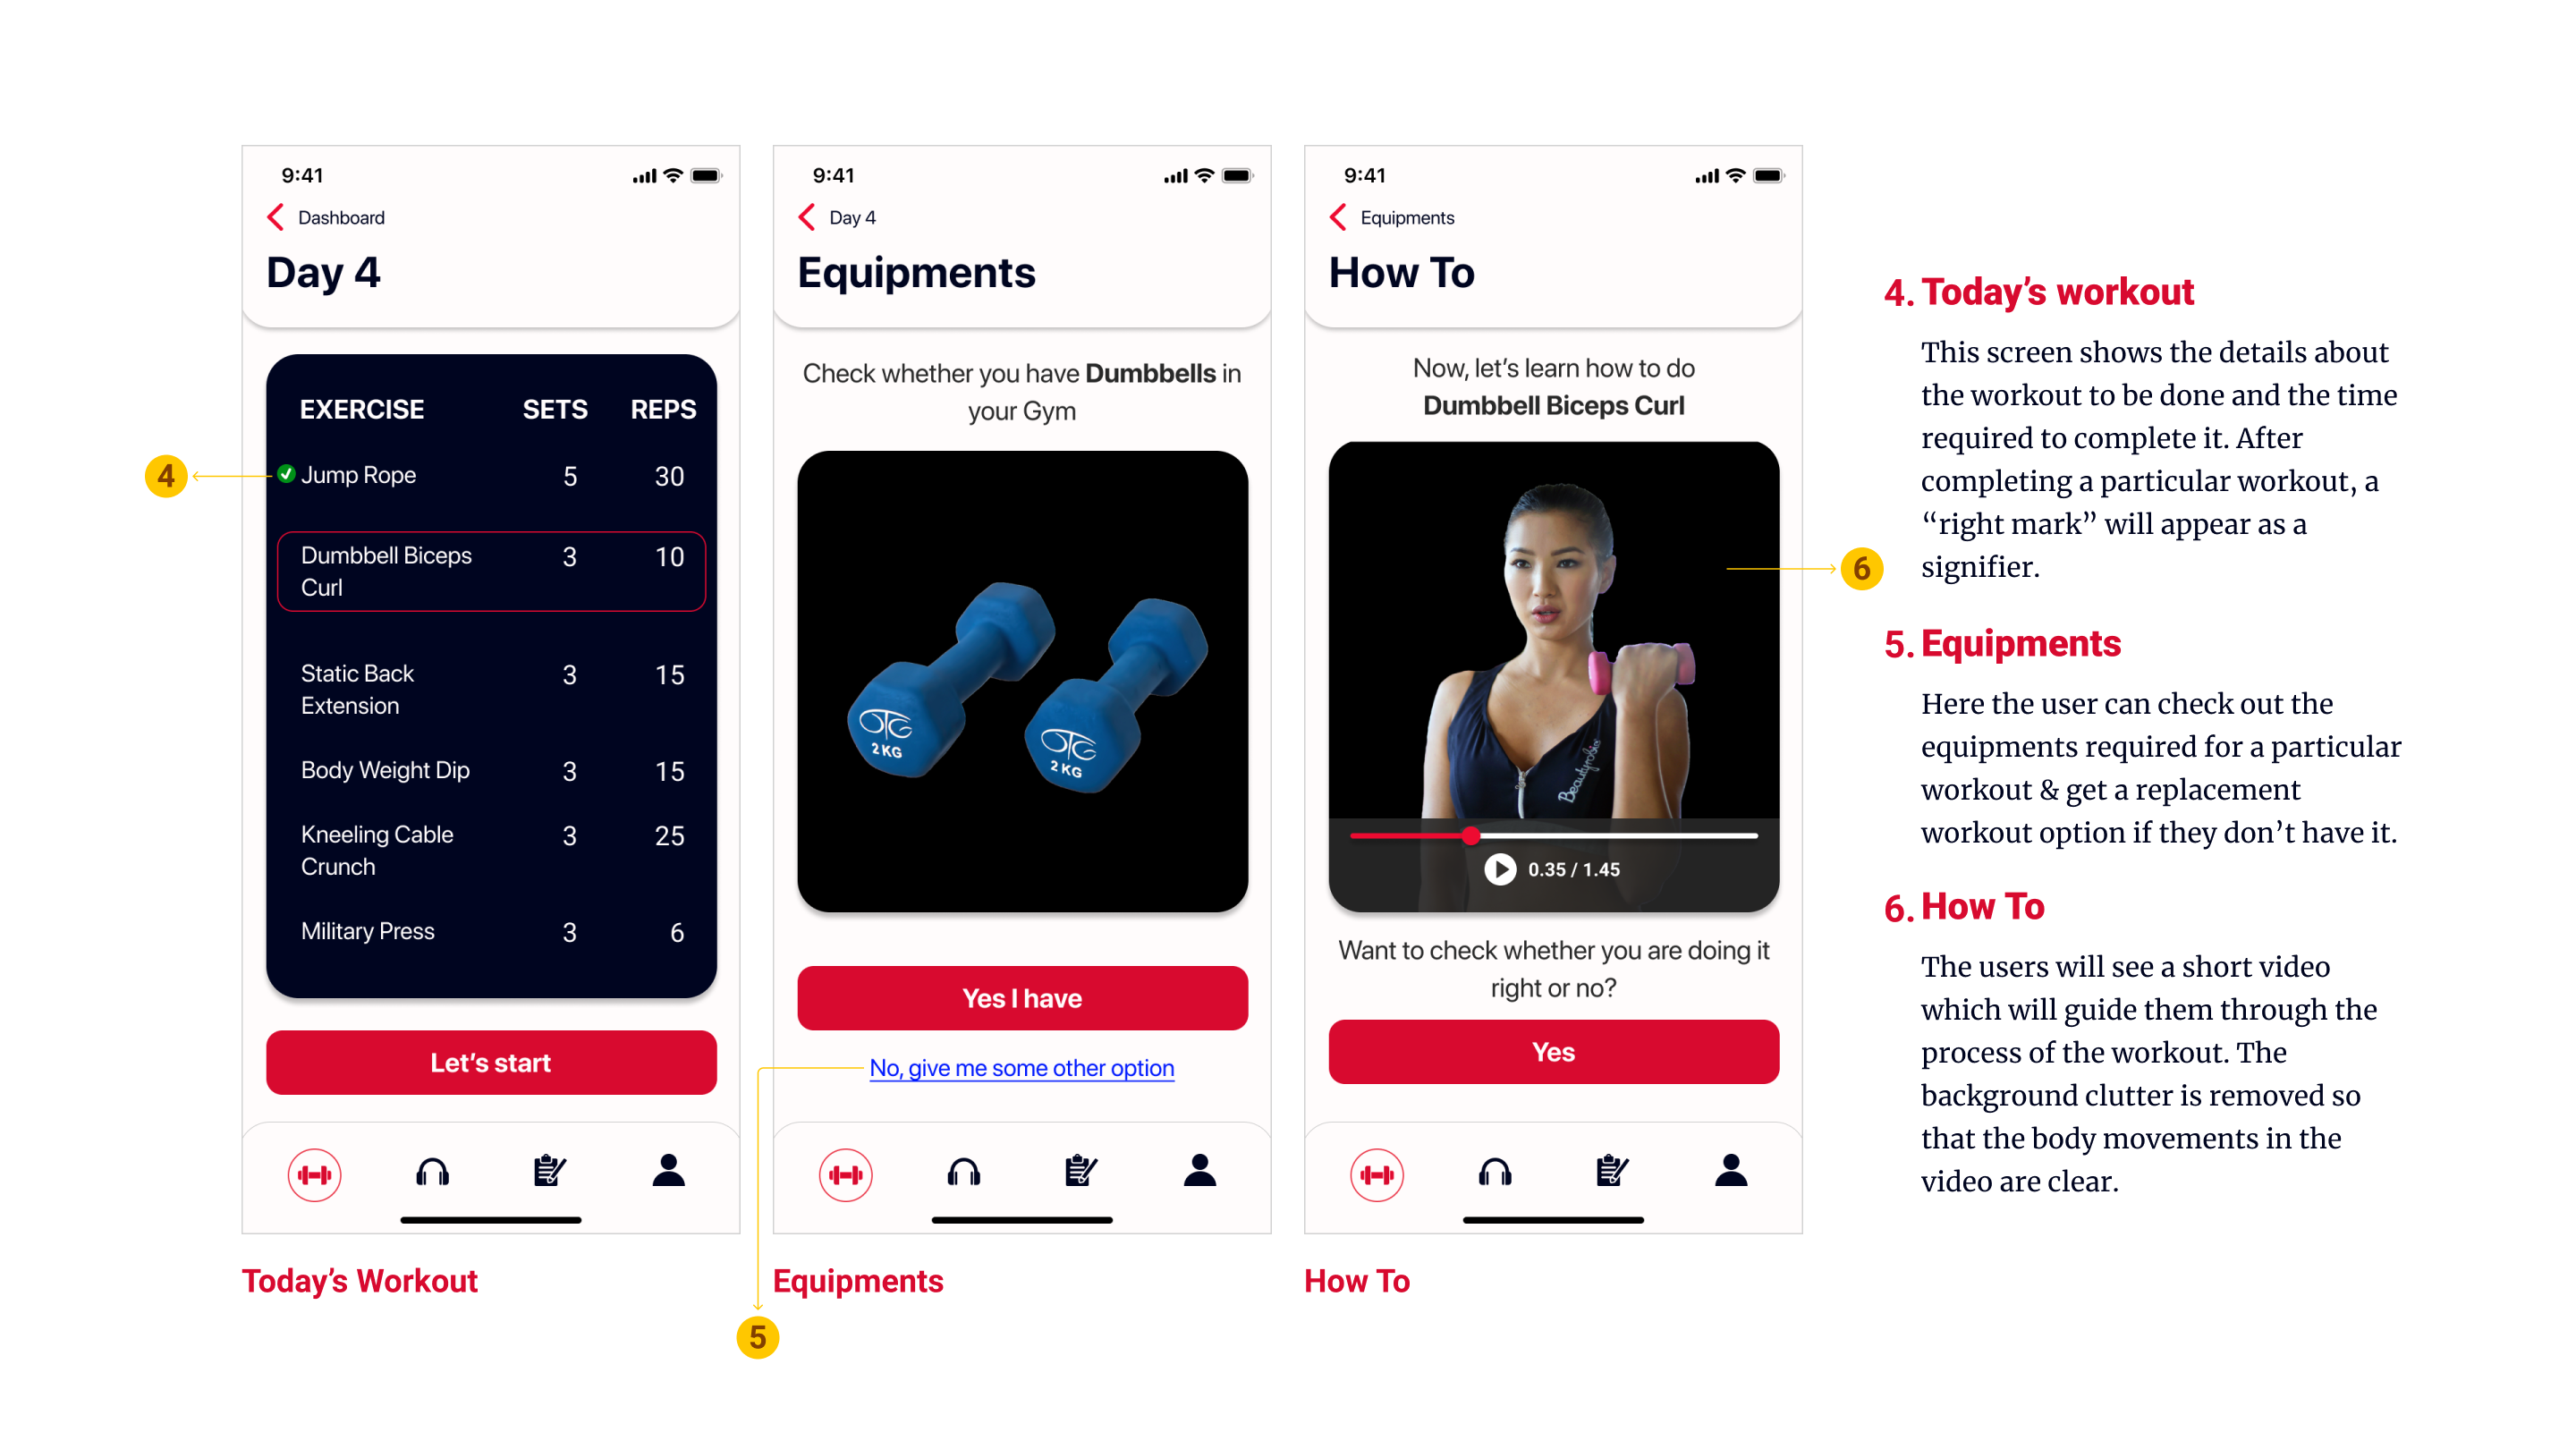 9:41
Dashboard
Day 4
EXERCISE SETS REPS
Jump Rope 5 30
Dumbbell Biceps 3 10
Curl
Static Back 3 15
Extension
Body Weight Dip 3 15
Kneeling Cable 3 25
Crunch
Military Press 3 6
Let’s start
Today’s Workout
4
9:41
Day 4
Equipments
Check whether you have Dumbbells in
your Gym
OTG
2 KG
OTG
2 KG
Yes I have
No, give me some other option
Equipments
5
9:41
Equipments
How To
Now, let’s learn how to do
Dumbbell Biceps Curl
Beautyrobix
0.35 / 1.45
Want to check whether you are doing it
right or no?
Yes
How To
6
4. Today’s workout
This screen shows the details about
the workout to be done and the time
required to complete it. After
completing a particular workout, a
“right mark” will appear as a
signifier.
5. Equipments
Here the user can check out the
equipments required for a particular
workout & get a replacement
workout option if they don’t have it.
6. How To
The users will see a short video
which will guide them through the
process of the workout. The
background clutter is removed so
that the body movements in the
video are clear.